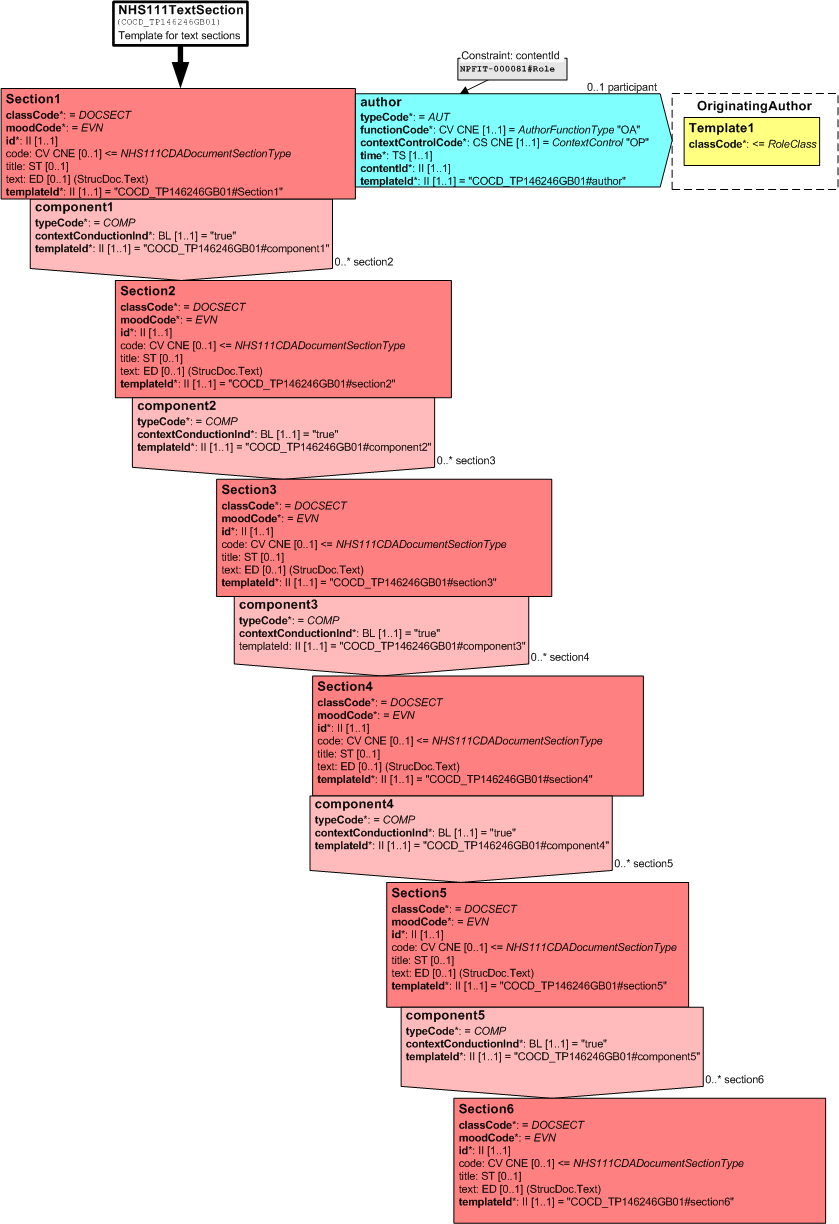 NHS111TextSection
(COCD_TP146246GB01)
Template for text sections
Constraint: contentId
NPFIT-000081#Role
0..1 participant
Section1
classCode*: = DOCSECT
moodCode*: = EVN
id*: II [1..1]
code: CV CNE [0..1] <= NHS111CDADocumentSectionType
title: ST [0..1]
text: ED [0..1] (StrucDoc.Text)
templateId*: II [1..1] = "COCD_TP146246GB01#Section1"
author
typeCode*: = AUT
functionCode*: CV CNE [1..1] = AuthorFunctionType "OA"
contextControlCode*: CS CNE [1..1] = ContextControl "OP"
time*: TS [1..1]
contentId*: II [1..1]
templateId*: II [1..1] = "COCD_TP146246GB01#author"
OriginatingAuthor
Template1
classCode*: <= RoleClass
component1
typeCode*: = COMP
contextConductionInd*: BL [1..1] = "true"
templateId*: II [1..1] = "COCD_TP146246GB01#component1"
0..* section2
Section2
classCode*: = DOCSECT
moodCode*: = EVN
id*: II [1..1]
code: CV CNE [0..1] <= NHS111CDADocumentSectionType
title: ST [0..1]
text: ED [0..1] (StrucDoc.Text)
templateId*: II [1..1] = "COCD_TP146246GB01#section2"
component2
typeCode*: = COMP
contextConductionInd*: BL [1..1] = "true"
templateId*: II [1..1] = "COCD_TP146246GB01#component2"
0..* section3
Section3
classCode*: = DOCSECT
moodCode*: = EVN
id*: II [1..1]
code: CV CNE [0..1] <= NHS111CDADocumentSectionType
title: ST [0..1]
text: ED [0..1] (StrucDoc.Text)
templateId*: II [1..1] = "COCD_TP146246GB01#section3"
component3
typeCode*: = COMP
contextConductionInd*: BL [1..1] = "true"
templateId: II [1..1] = "COCD_TP146246GB01#component3"
0..* section4
Section4
classCode*: = DOCSECT
moodCode*: = EVN
id*: II [1..1]
code: CV CNE [0..1] <= NHS111CDADocumentSectionType
title: ST [0..1]
text: ED [0..1] (StrucDoc.Text)
templateId*: II [1..1] = "COCD_TP146246GB01#section4"
component4
typeCode*: = COMP
contextConductionInd*: BL [1..1] = "true"
templateId*: II [1..1] = "COCD_TP146246GB01#component4"
0..* section5
Section5
classCode*: = DOCSECT
moodCode*: = EVN
id*: II [1..1]
code: CV CNE [0..1] <= NHS111CDADocumentSectionType
title: ST [0..1]
text: ED [0..1] (StrucDoc.Text)
templateId*: II [1..1] = "COCD_TP146246GB01#section5"
component5
typeCode*: = COMP
contextConductionInd*: BL [1..1] = "true"
templateId*: II [1..1] = "COCD_TP146246GB01#component5"
0..* section6
Section6
classCode*: = DOCSECT
moodCode*: = EVN
id*: II [1..1]
code: CV CNE [0..1] <= NHS111CDADocumentSectionType
title: ST [0..1]
text: ED [0..1] (StrucDoc.Text)
templateId*: II [1..1] = "COCD_TP146246GB01#section6"